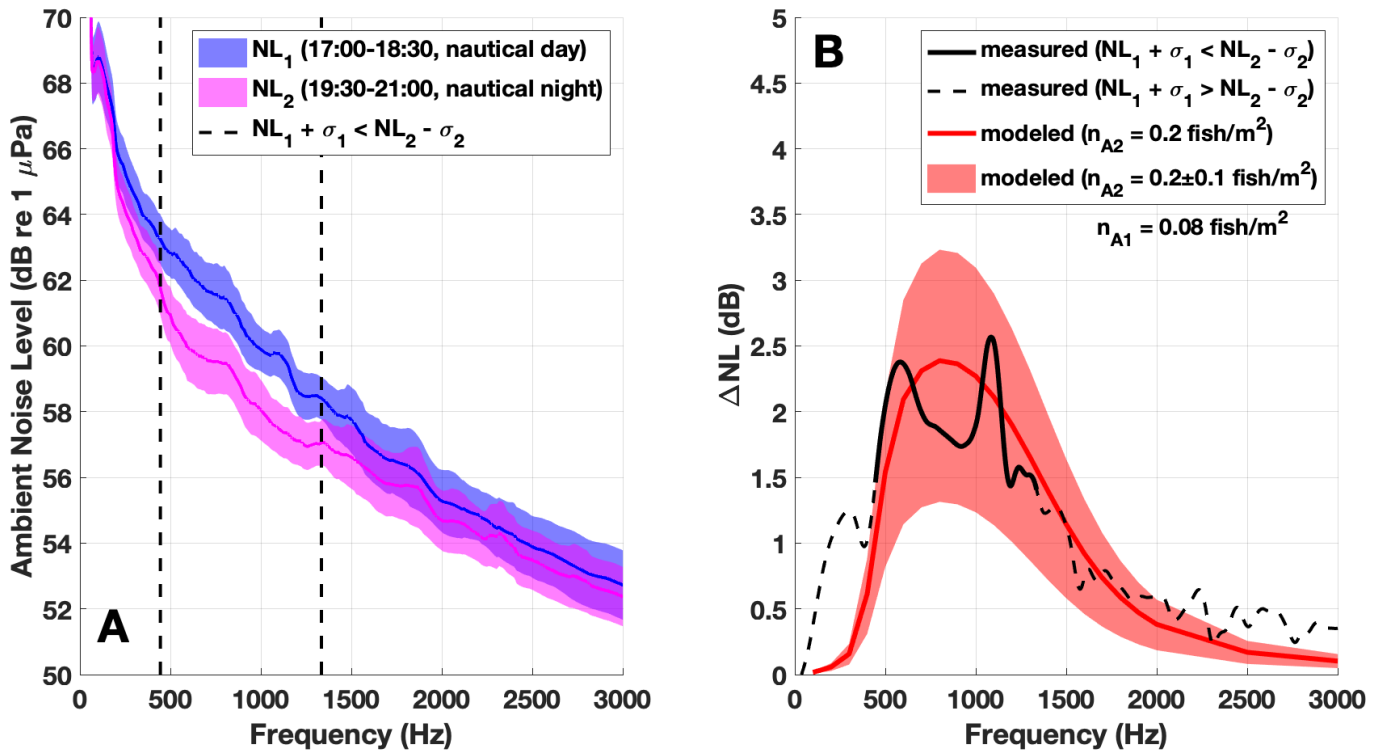 NL1 (17:00-18:30, nautical day)
NL2 (19:30-21:00, nautical night)
NL1 + σ1 < NL2 - σ2
A
70
68
66
64
62
60
58
56
54
52
50
0
500
1000
1500
2000
2500
3000
Frequency (Hz)
Ambient Noise Level (dB re 1 μPa)
B
measured (NL1 + σ1 < NL2 - σ2)
measured (NL1 + σ1 > NL2 - σ2)
modeled (nA2 = 0.2 fish/m²)
modeled (nA2 = 0.2±0.1 fish/m²)
nA1 = 0.08 fish/m²
5
4.5
4
3.5
3
2.5
2
1.5
1
0.5
0
0
500
1000
1500
2000
2500
3000
Frequency (Hz)
ΔNL (dB)